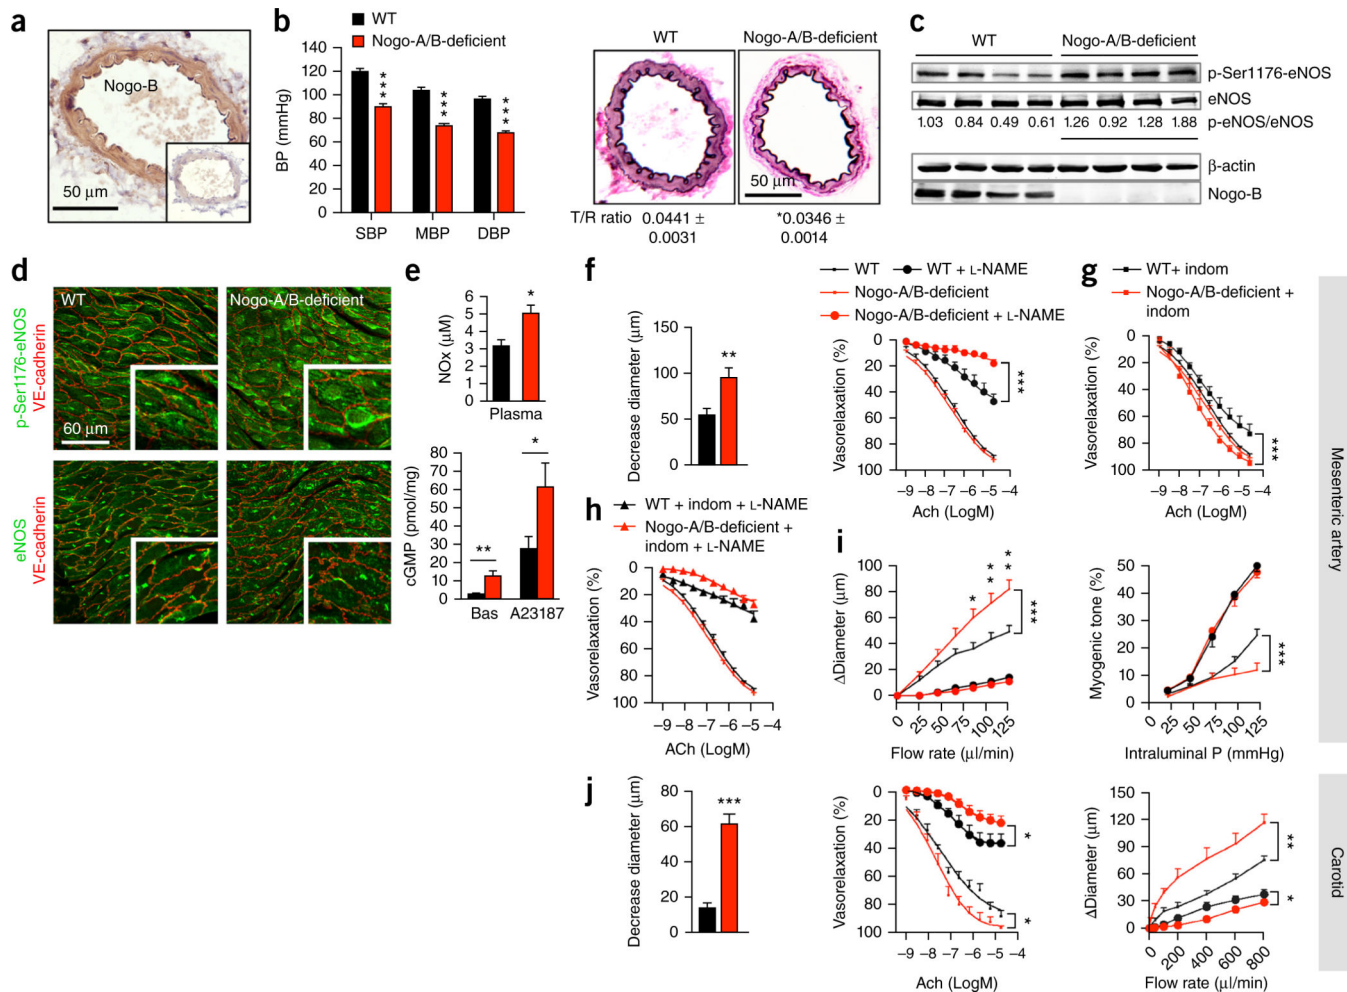 a
Nogo-B
50 μm
b
WT
Nogo-A/B-deficient
BP (mmHg)
140
120
100
80
60
40
20
0
***
***
***
SBP MBP DBP
WT Nogo-A/B-deficient
50 μm
T/R ratio 0.0441 ± *0.0346 ±
0.0031 0.0014
c
WT Nogo-A/B-deficient
p-Ser1176-eNOS
eNOS
1.03 0.84 0.49 0.61 1.26 0.92 1.28 1.88 p-eNOS/eNOS
β-actin
Nogo-B
d
WT Nogo-A/B-deficient
p-Ser1176-eNOS
VE-cadherin
60 μm
eNOS
VE-cadherin
e
NOx (μM)
6
5
4
3
2
1
0
*
Plasma
cGMP (pmol/mg)
80
70
60
50
40
30
20
10
0
**
*
Bas A23187
f
Decrease diameter (μm)
150
100
50
0
**
WT WT + L-NAME
Nogo-A/B-deficient
Nogo-A/B-deficient + L-NAME
Vasorelaxation (%)
0
20
40
60
80
100
***
−9 −8 −7 −6 −5 −4
Ach (LogM)
g
WT+ indom
Nogo-A/B-deficient +
indom
Vasorelaxation (%)
0
20
40
60
80
100
***
−9 −8 −7 −6 −5 −4
Ach (LogM)
h
WT + indom + L-NAME
Nogo-A/B-deficient +
indom + L-NAME
Vasorelaxation (%)
0
20
40
60
80
100
−9 −8 −7 −6 −5 −4
ACh (LogM)
i
ΔDiameter (μm)
100
80
60
40
20
0
*
**
**
***
0 25 50 75 100 125
Flow rate (μl/min)
Myogenic tone (%)
50
40
30
20
10
0
***
0 25 50 75 100 125
Intraluminal P (mmHg)
Mesenteric artery
j
Decrease diameter (μm)
80
60
40
20
0
***
Vasorelaxation (%)
0
20
40
60
80
100
*
*
−9 −8 −7 −6 −5 −4
Ach (LogM)
ΔDiameter (μm)
150
120
90
60
30
0
**
*
0 200 400 600 800
Flow rate (μl/min)
Carotid